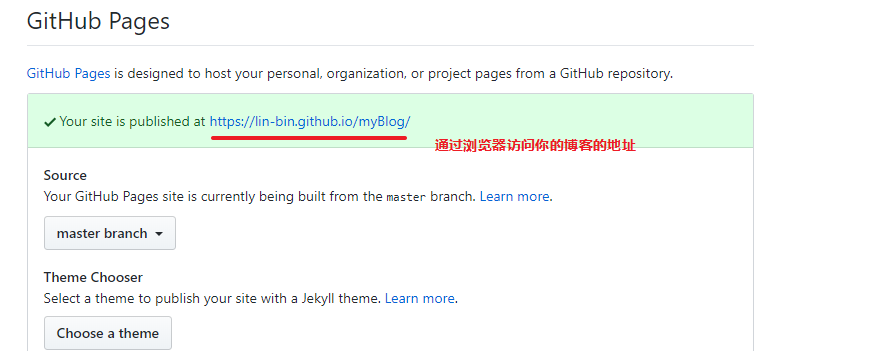 GitHub Pages
GitHub Pages is designed to host your personal, organization, or project pages from a GitHub repository.
Your site is published at https://lin-bin.github.io/myBlog/
通过浏览器访问你的博客的地址
Source
Your GitHub Pages site is currently being built from the master branch. Learn more.
master branch
Theme Chooser
Select a theme to publish your site with a Jekyll theme. Learn more.
Choose a theme